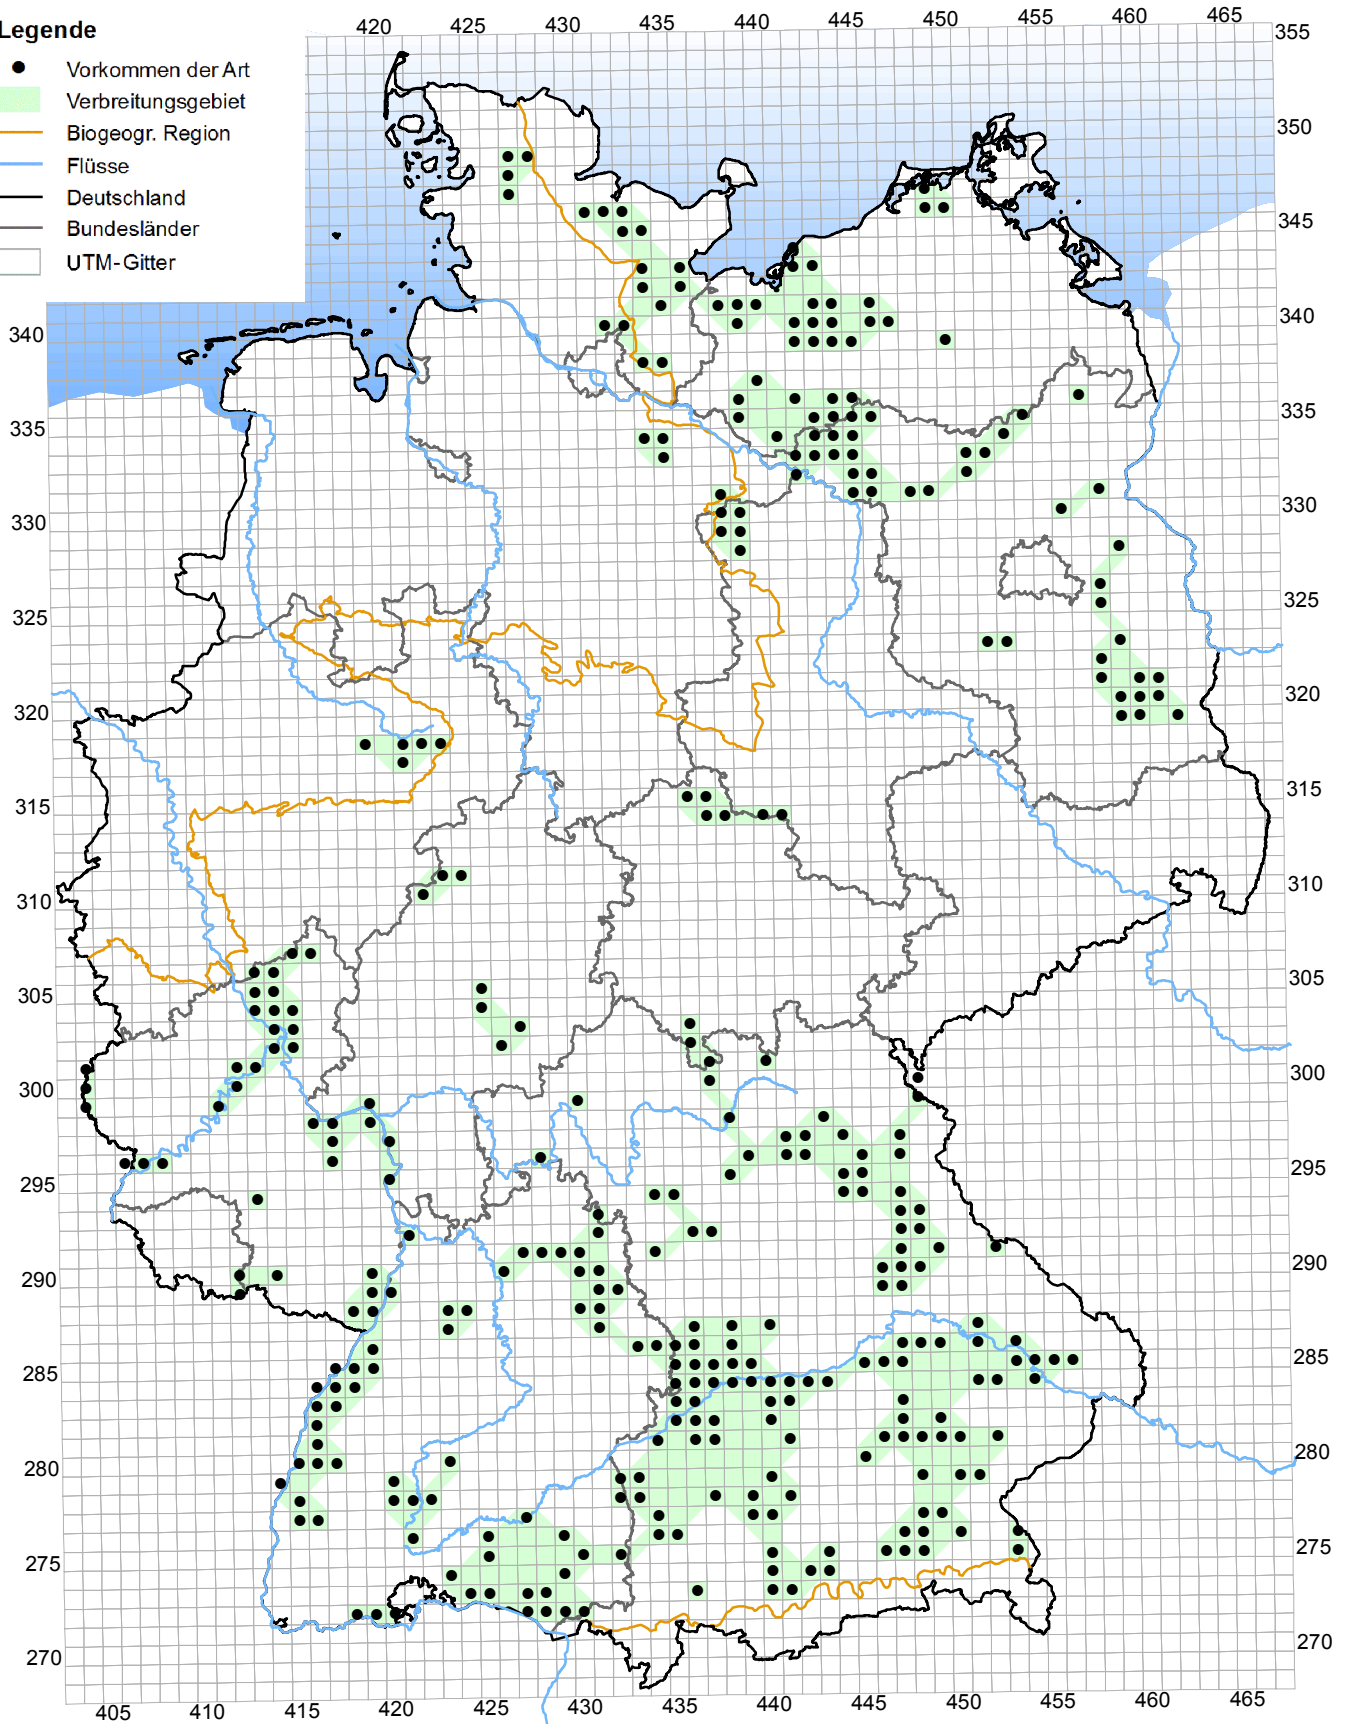 Legende
Vorkommen der Art
Verbreitungsgebiet
Biogeogr. Region
Flüsse
Deutschland
Bundesländer
UTM-Gitter
420 425 430 435 440 445 450 455 460 465
355
350
345
340 340
335 335
330 330
325 325
320 320
315 315
310 310
305 305
300 300
295 295
290 290
285 285
280 280
275 275
270 270
405 410 415 420 425 430 435 440 445 450 455 460 465